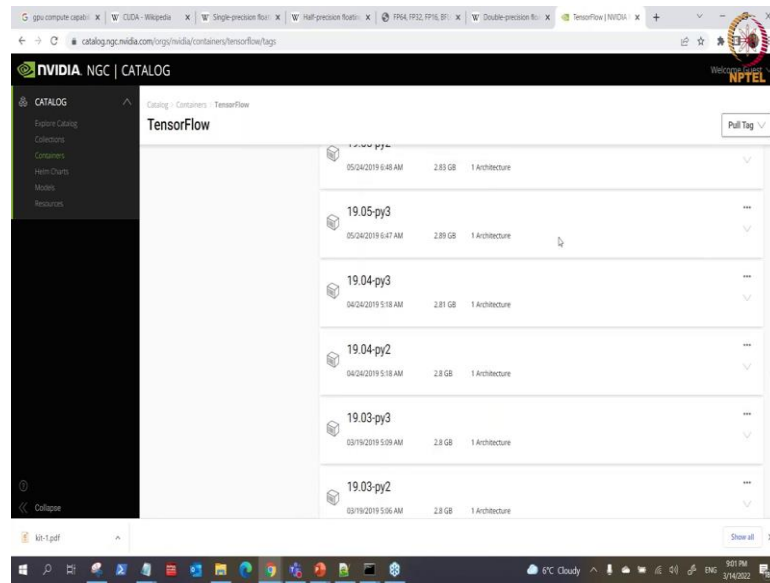 gpu compute capabili
CUDA - Wikipedia
Single-precision float
Half-precision floatin
FP64, FP32, FP16, BF
Double-precision flo
TensorFlow | NVIDIA
catalog.ngc.nvidia.com/orgs/nvidia/containers/tensorflow/tags
NVIDIA. NGC | CATALOG
Welcome Guest
NPTEL
CATALOG
Explore Catalog
Collections
Containers
Helm Charts
Models
Resources
Collapse
Catalog > Containers > TensorFlow
TensorFlow
Pull Tag
05/24/2019 6:48 AM 2.83 GB 1 Architecture
19.05-py3
05/24/2019 6:47 AM 2.89 GB 1 Architecture
19.04-py3
04/24/2019 5:18 AM 2.81 GB 1 Architecture
19.04-py2
04/24/2019 5:18 AM 2.8 GB 1 Architecture
19.03-py3
03/19/2019 5:09 AM 2.8 GB 1 Architecture
19.03-py2
03/19/2019 5:06 AM 2.8 GB 1 Architecture
kit-1.pdf
Show all
6°C Cloudy
ENG
9:01 PM
3/14/2022